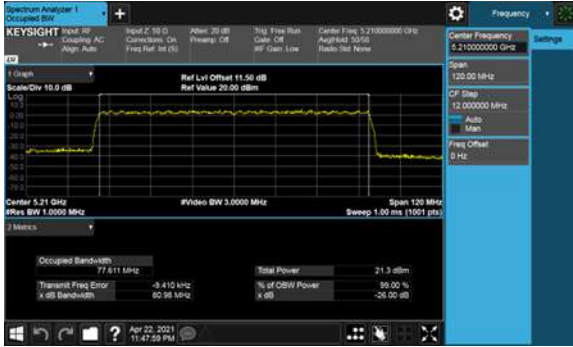 Spectrum Analyzer 1
Occupied BW
+
Frequency
KEYSIGHT
Input: RF
Coupling: AC
Align: Auto
Input Z: 50 Ω
Corrections: On
Freq Ref: Int (S)
Atten: 20 dB
Preamp: Off
Trig: Free Run
Gate: Off
#IF Gain: Low
Center Freq: 5.210000000 GHz
Avg|Hold: 50/50
Radio Std: None
Center Frequency
5.210000000 GHz
Settings
Span
120.00 MHz
CF Step
12.000000 MHz
Auto
Man
Freq Offset
0 Hz
1 Graph
Scale/Div 10.0 dB
Ref Lvl Offset 11.50 dB
Ref Value 20.00 dBm
Log
Center 5.21 GHz
#Res BW 1.0000 MHz
#Video BW 3.0000 MHz
Span 120 MHz
Sweep 1.00 ms (1001 pts)
2 Metrics
Occupied Bandwidth
77.611 MHz
Total Power 21.3 dBm
Transmit Freq Error -9.410 kHz
% of OBW Power 99.00 %
x dB Bandwidth 80.98 MHz
x dB -26.00 dB
?
Apr 22, 2021
11:47:59 PM